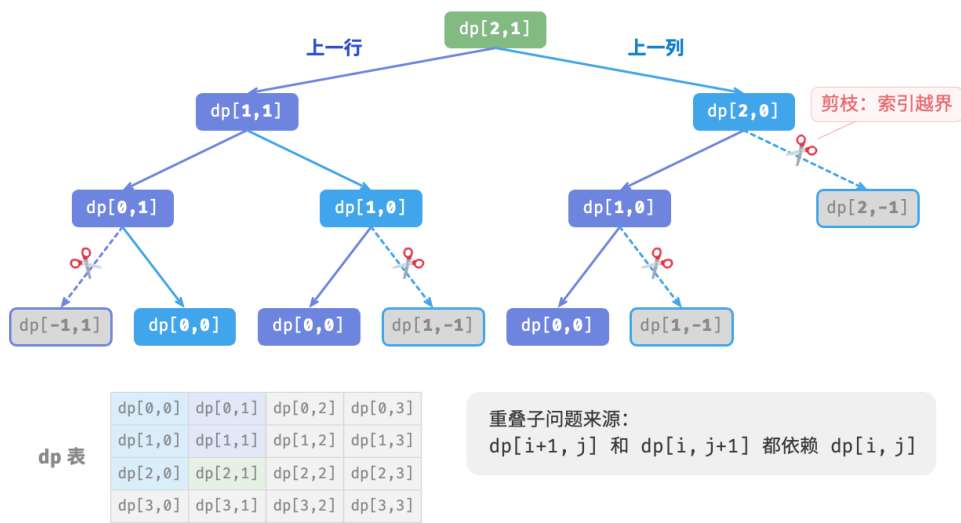 dp[2,1]
上一行
上一列
dp[1,1]
dp[2,0]
剪枝：索引越界
dp[0,1]
dp[1,0]
dp[1,0]
dp[2,-1]
dp[-1,1]
dp[0,0]
dp[0,0]
dp[1,-1]
dp[0,0]
dp[1,-1]
dp 表
dp[0,0] dp[0,1] dp[0,2] dp[0,3]
dp[1,0] dp[1,1] dp[1,2] dp[1,3]
dp[2,0] dp[2,1] dp[2,2] dp[2,3]
dp[3,0] dp[3,1] dp[3,2] dp[3,3]
重叠子问题来源：
dp[i+1, j] 和 dp[i, j+1] 都依赖 dp[i, j]